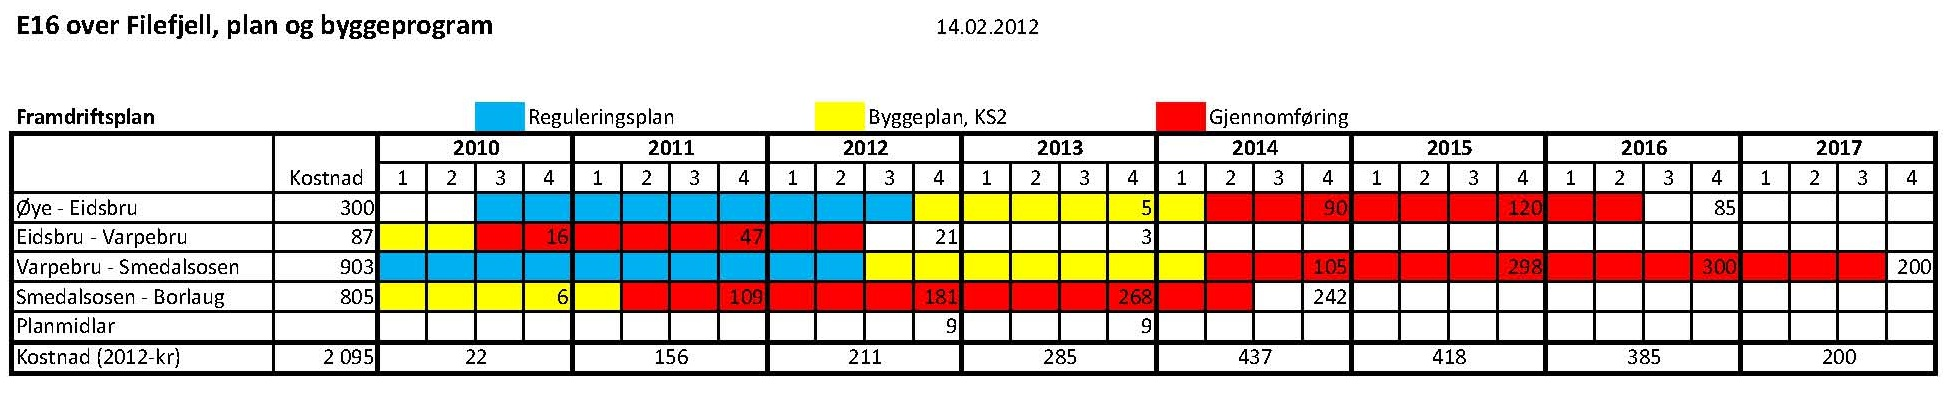 E16 over Filefjell, plan og byggeprogram 14.02.2012
Framdriftsplan Reguleringsplan Byggeplan, KS2 Gjennomføring
2010 2011 2012 2013 2014 2015 2016 2017
Kostnad 1 2 3 4 1 2 3 4 1 2 3 4 1 2 3 4 1 2 3 4 1 2 3 4 1 2 3 4 1 2 3 4
Øye - Eidsbru 300 5 90 120 85
Eidsbru - Varpebru 87 16 47 21 3
Varpebru - Smedalsosen 903 105 298 300 200
Smedalsosen - Borlaug 805 6 109 181 268 242
Planmidlar 9 9
Kostnad (2012-kr) 2 095 22 156 211 285 437 418 385 200